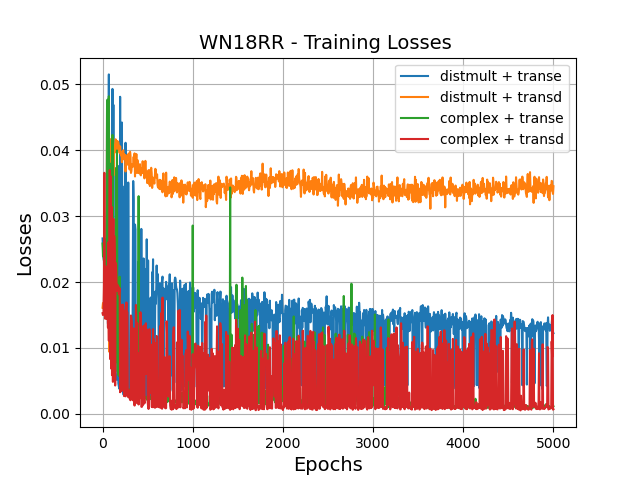 WN18RR - Training Losses
distmult + transe
distmult + transd
complex + transe
complex + transd
Losses
0.05
0.04
0.03
0.02
0.01
0.00
0 1000 2000 3000 4000 5000
Epochs